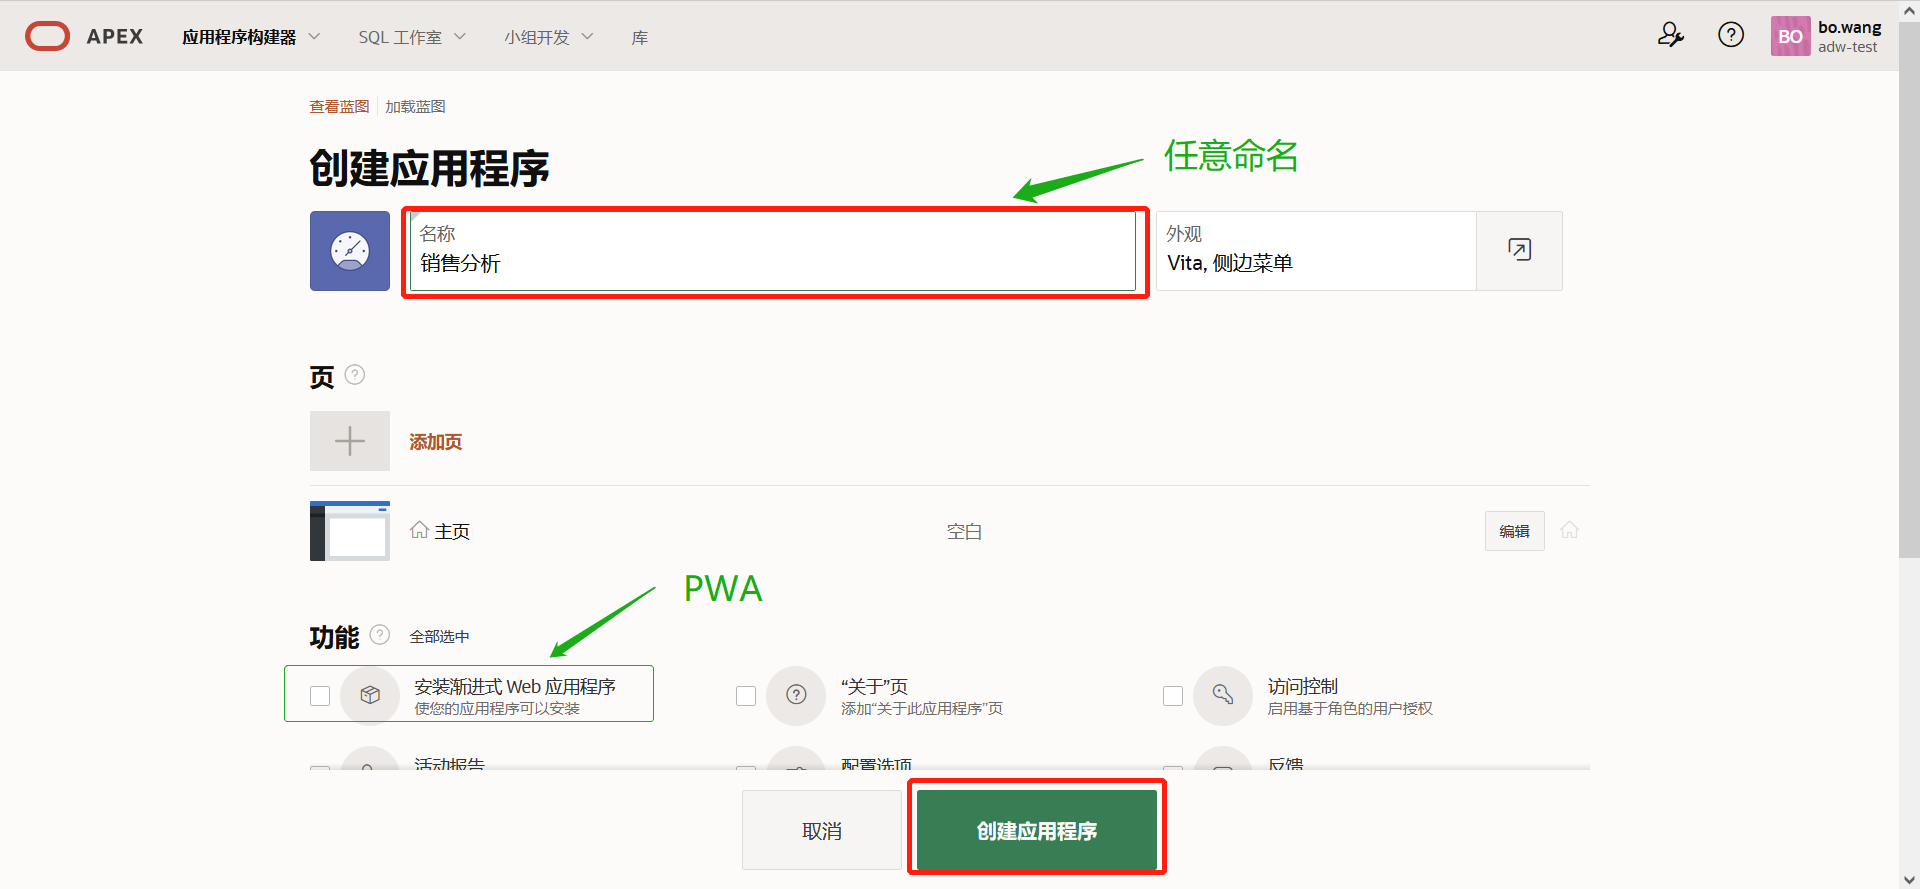 APEX 应用程序构建器 SQL 工作室 小组开发 库 ? BO bo.wang
adw-test
查看蓝图 加载蓝图
任意命名
创建应用程序
名称 外观
销售分析 Vita, 侧边菜单
页 ?
添加页
主页 空白 编辑
PWA
功能 ? 全部选中
安装渐进式 Web 应用程序
使您的应用程序可以安装
?
“关于”页
添加“关于此应用程序”页
访问控制
启用基于角色的用户授权
活动报告 配置选项 反馈
取消 创建应用程序